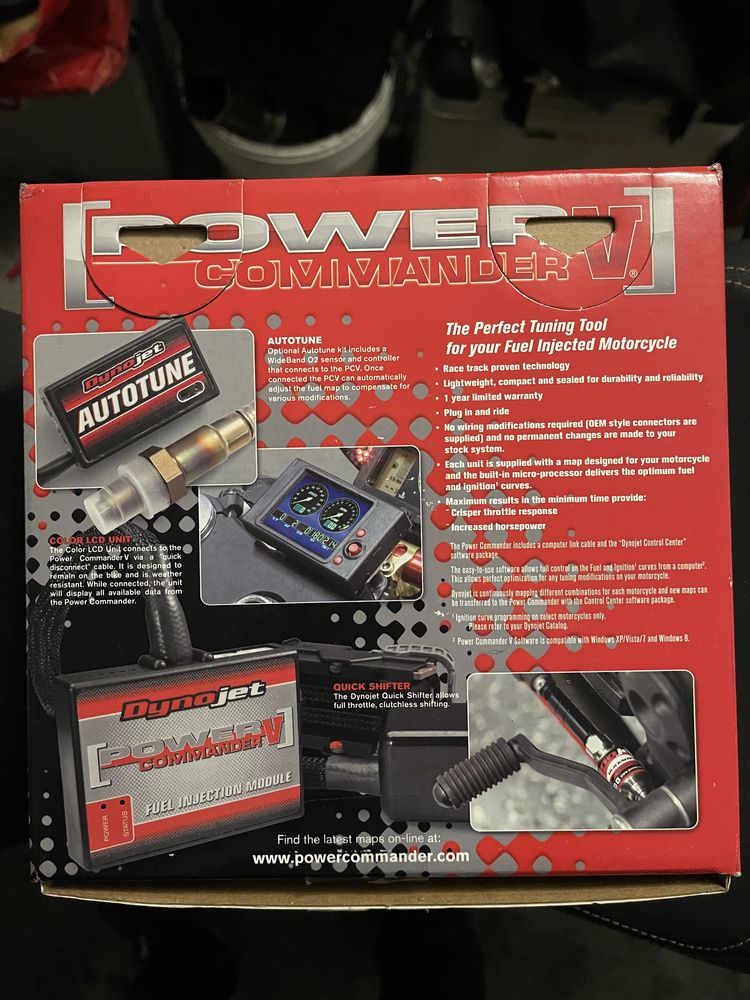 POWER V
COMMANDER ®
The Perfect Tuning Tool
for your Fuel Injected Motorcycle
• Race track proven technology
• Lightweight, compact and sealed for durability and reliability
• 1 year limited warranty
• Plug in and ride
• No wiring modifications required (OEM style connectors are
supplied) and no permanent changes are made to your
stock system.
• Each unit is supplied with a map designed for your motorcycle
and the built-in micro-processor delivers the optimum fuel
and ignition¹ curves.
• Maximum results in the minimum time provide:
- Crisper throttle response
- Increased horsepower
The Power Commander includes a computer link cable and the "Dynojet Control Center"
software package.
The easy-to-use software allows full control on the Fuel and Ignition¹ curves from a computer².
This allows perfect optimization for any tuning modifications on your motorcycle.
Dynojet is continuously mapping different combinations for each motorcycle and new maps can
be transferred to the Power Commander with the Control Center software package.
¹ Ignition curve programming on select motorcycles only.
Please refer to your Dynojet Catalog.
² Power Commander V Software is compatible with Windows XP/Vista/7 and Windows 8.
AUTOTUNE
Optional Autotune kit includes a
WideBand O2 sensor and controller
that connects to the PCV. Once
connected the PCV can automatically
adjust the fuel map to compensate for
various modifications.
Dynojet
AUTOTUNE
COLOR LCD UNIT
The Color LCD Unit connects to the
Power Commander V via a "quick
disconnect" cable. It is designed to
remain on the bike and is weather
resistant. While connected, the unit
will display all available data from
the Power Commander.
QUICK SHIFTER
The Dynojet Quick Shifter allows
full throttle, clutchless shifting.
Dynojet
POWER V
COMMANDER
FUEL INJECTION MODULE
POWER
STATUS
Find the latest maps on-line at:
www.powercommander.com